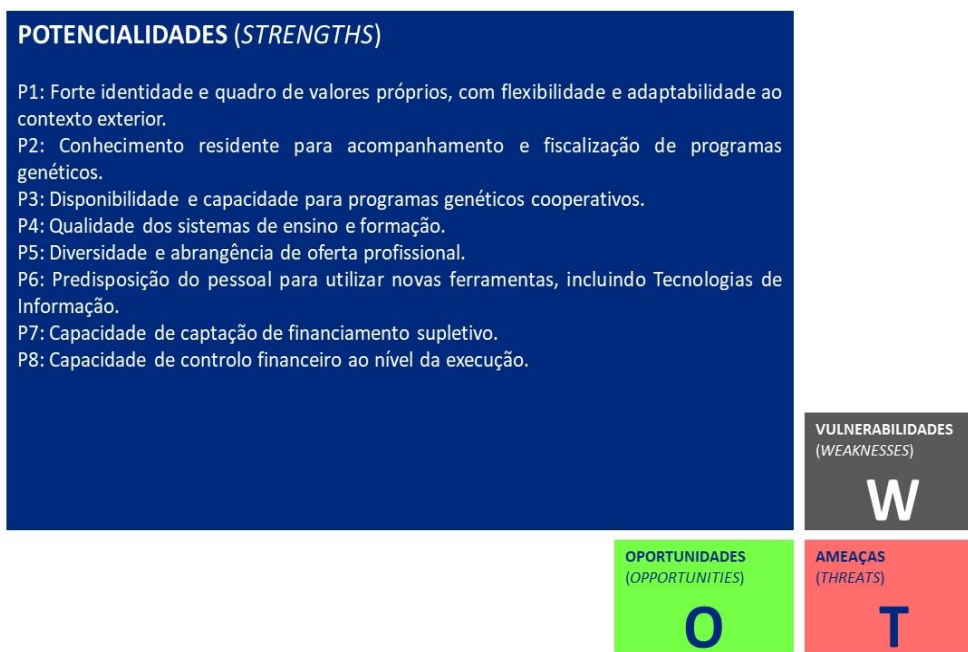 POTENCIALIDADES (STRENGTHS)
P1: Forte identidade e quadro de valores próprios, com flexibilidade e adaptabilidade ao
contexto exterior.
P2: Conhecimento residente para acompanhamento e fiscalização de programas
genéticos.
P3: Disponibilidade e capacidade para programas genéticos cooperativos.
P4: Qualidade dos sistemas de ensino e formação.
P5: Diversidade e abrangência de oferta profissional.
P6: Predisposição do pessoal para utilizar novas ferramentas, incluindo Tecnologias de
Informação.
P7: Capacidade de captação de financiamento supletivo.
P8: Capacidade de controlo financeiro ao nível da execução.
VULNERABILIDADES
(WEAKNESSES)
W
OPORTUNIDADES
(OPPORTUNITIES)
O
AMEAÇAS
(THREATS)
T